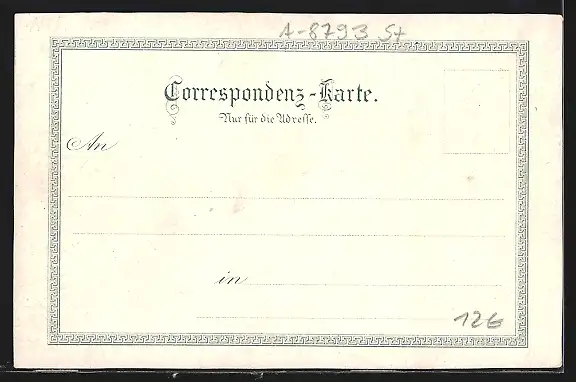 A-8793 St
Correspondenz-Karte.
Nur für die Adresse.
An
in
126